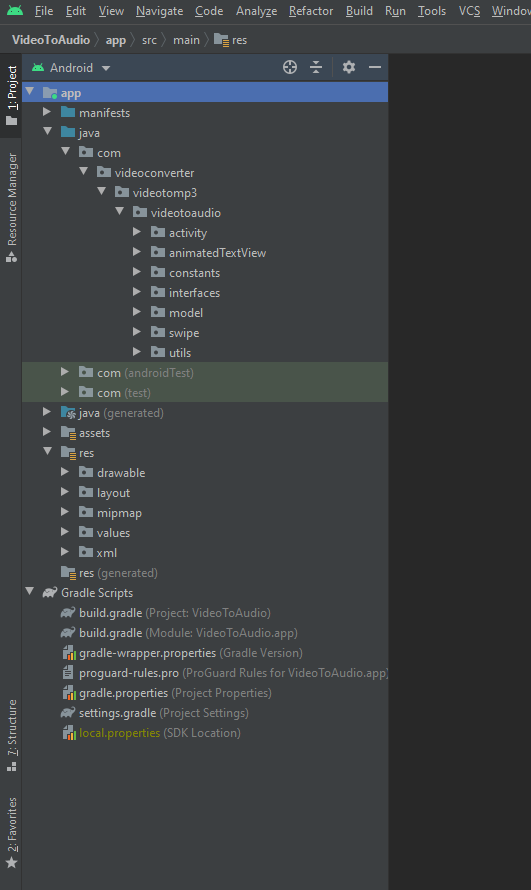 File Edit View Navigate Code Analyze Refactor Build Run Tools VCS
VideoToAudio app src main res
1: Project
Android
app
manifests
java
com
videoconverter
videotomp3
videotoaudio
activity
animatedTextView
constants
interfaces
model
swipe
utils
com (androidTest)
com (test)
java (generated)
assets
res
drawable
layout
mipmap
values
xml
res (generated)
Gradle Scripts
build.gradle (Project: VideoToAudio)
build.gradle (Module: VideoToAudio.app)
gradle-wrapper.properties (Gradle Version)
proguard-rules.pro (ProGuard Rules for VideoToAudio.app)
gradle.properties (Project Properties)
settings.gradle (Project Settings)
local.properties (SDK Location)
Resource Manager
7: Structure
2: Favorites